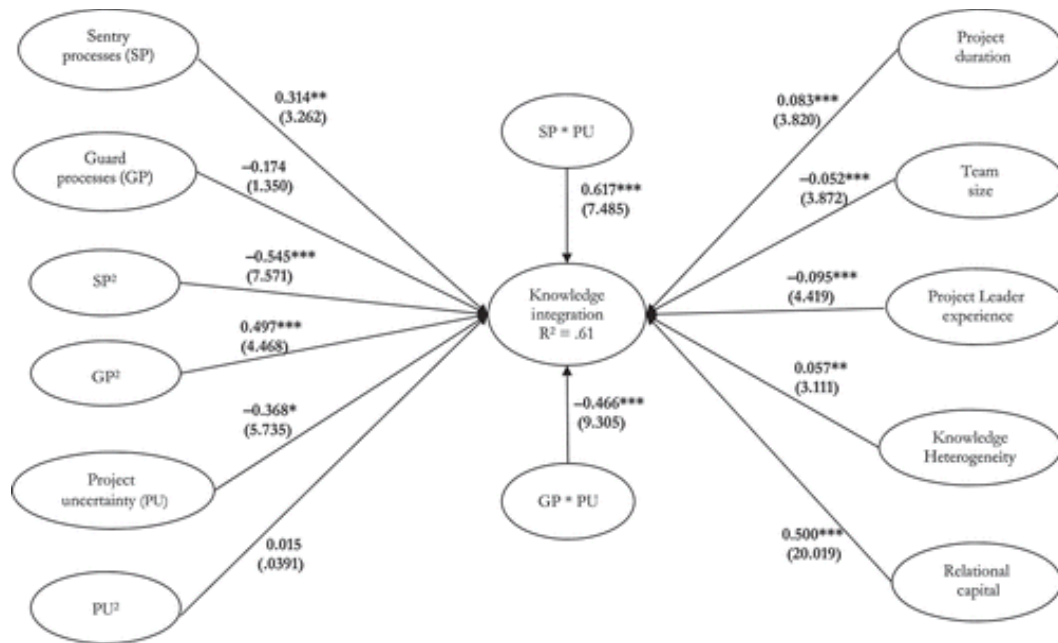 Sentry
processes (SP)
0.314**
(3.262)
Guard
processes (GP)
−0.174
(1.350)
SP²
−0.545***
(7.571)
GP²
0.497***
(4.468)
Project
uncertainty (PU)
−0.368*
(5.735)
PU²
0.015
(.0391)
SP * PU
0.617***
(7.485)
Knowledge
integration
R² = .61
−0.466***
(9.305)
GP * PU
Project
duration
0.083***
(3.820)
Team
size
−0.052***
(3.872)
Project Leader
experience
−0.095***
(4.419)
Knowledge
Heterogeneity
0.057**
(3.111)
Relational
capital
0.500***
(20.019)